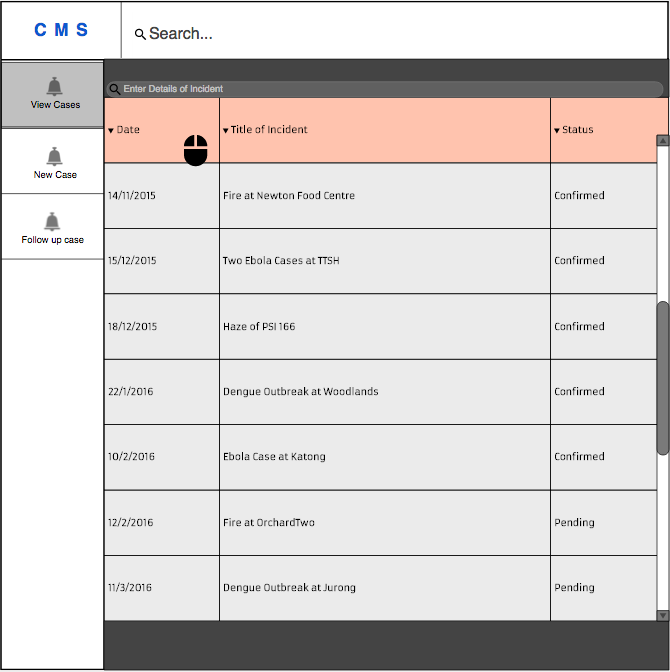 C M S
Search...
View Cases
New Case
Follow up case
Enter Details of Incident
Date Title of Incident Status
14/11/2015 Fire at Newton Food Centre Confirmed
15/12/2015 Two Ebola Cases at TTSH Confirmed
18/12/2015 Haze of PSI 166 Confirmed
22/1/2016 Dengue Outbreak at Woodlands Confirmed
10/2/2016 Ebola Case at Katong Confirmed
12/2/2016 Fire at OrchardTwo Pending
11/3/2016 Dengue Outbreak at Jurong Pending